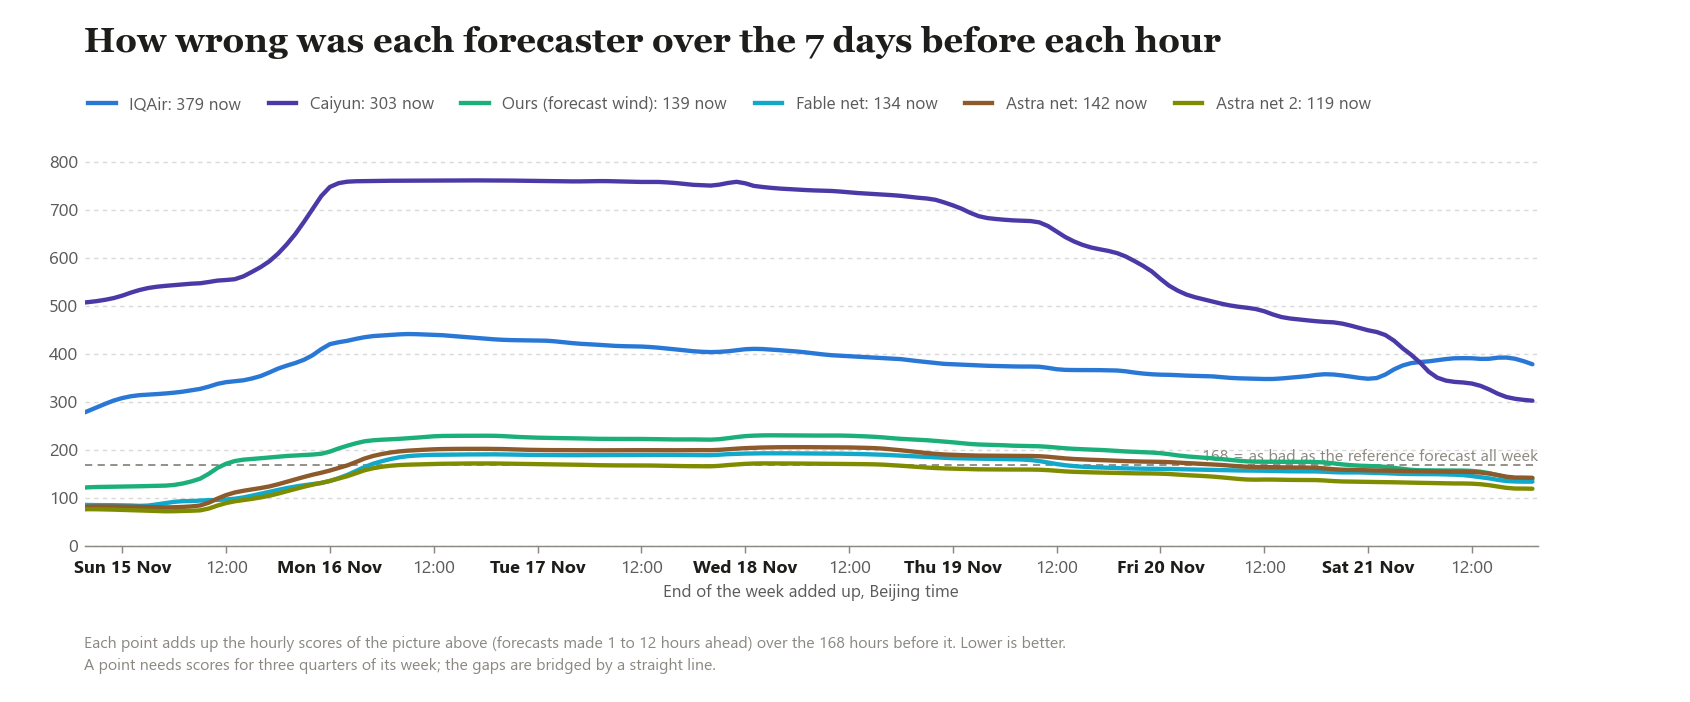 How wrong was each forecaster over the 7 days before each hour
IQAir: 379 now Caiyun: 303 now Ours (forecast wind): 139 now Fable net: 134 now Astra net: 142 now Astra net 2: 119 now
800
700
600
500
400
300
200
168 = as bad as the reference forecast all week
100
0
Sun 15 Nov 12:00 Mon 16 Nov 12:00 Tue 17 Nov 12:00 Wed 18 Nov 12:00 Thu 19 Nov 12:00 Fri 20 Nov 12:00 Sat 21 Nov 12:00
End of the week added up, Beijing time
Each point adds up the hourly scores of the picture above (forecasts made 1 to 12 hours ahead) over the 168 hours before it. Lower is better.
A point needs scores for three quarters of its week; the gaps are bridged by a straight line.